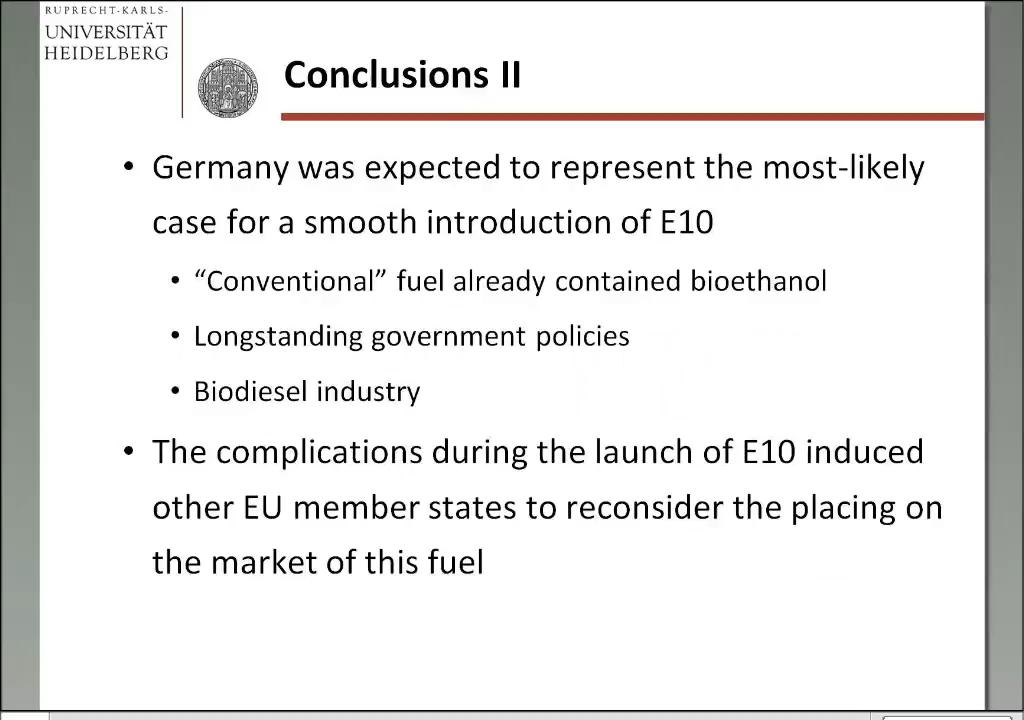 RUPRECHT-KARLS-
UNIVERSITÄT
HEIDELBERG
Conclusions II
• Germany was expected to represent the most-likely
case for a smooth introduction of E10
• “Conventional” fuel already contained bioethanol
• Longstanding government policies
• Biodiesel industry
• The complications during the launch of E10 induced
other EU member states to reconsider the placing on
the market of this fuel